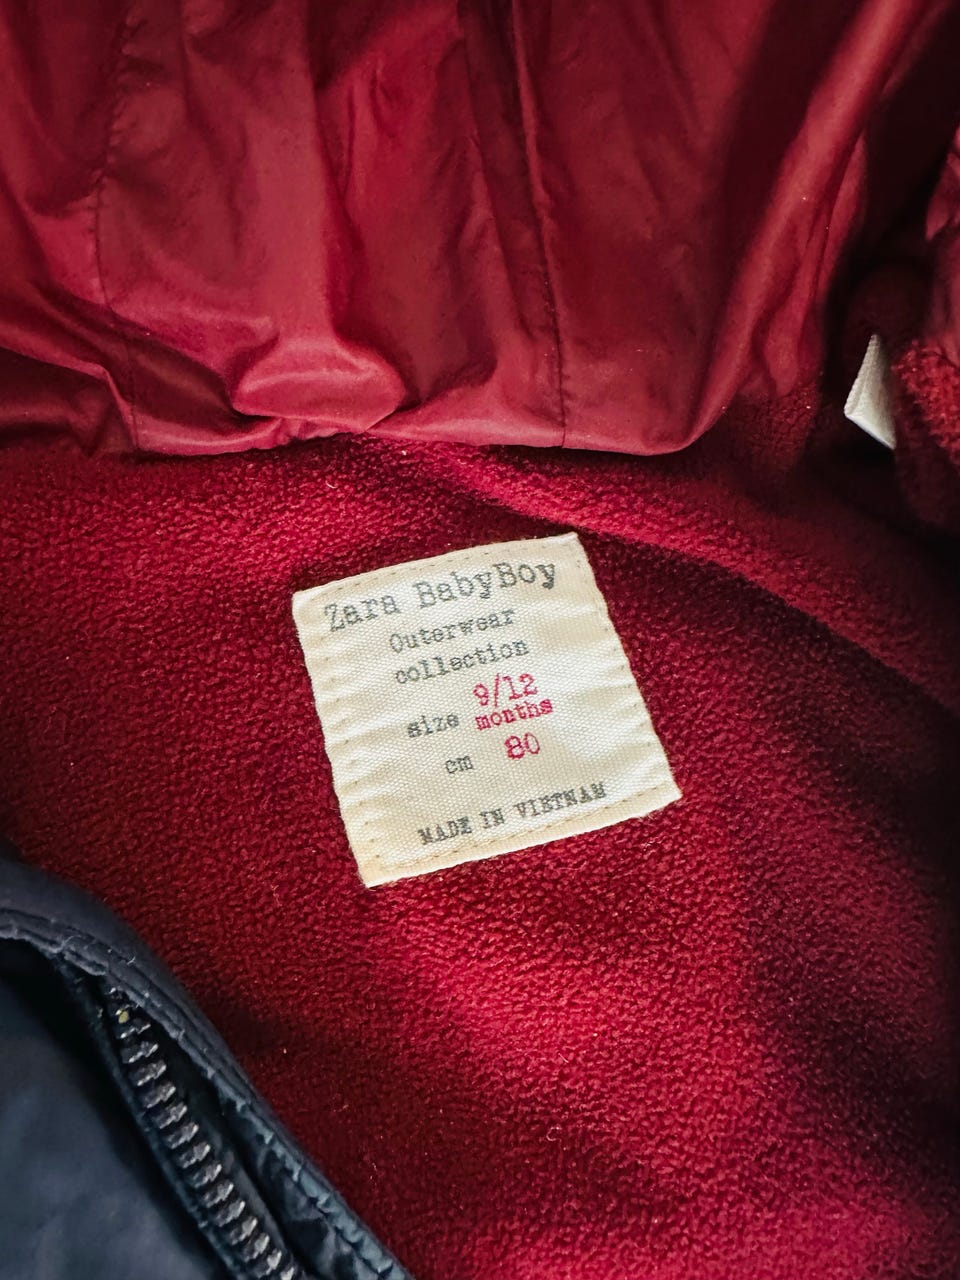 Zara BabyBoy
Outerwear
collection
size 9/12 months
cm 80
MADE IN VIETNAM